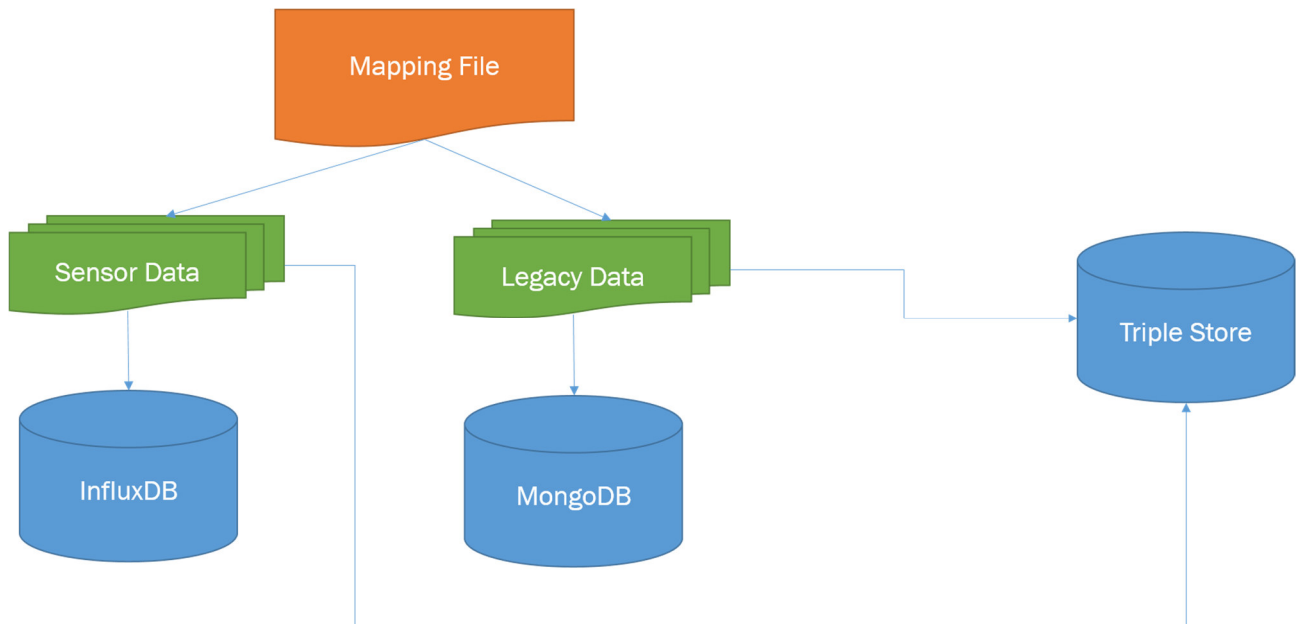 Mapping File
Sensor Data
Legacy Data
Triple Store
InfluxDB
MongoDB